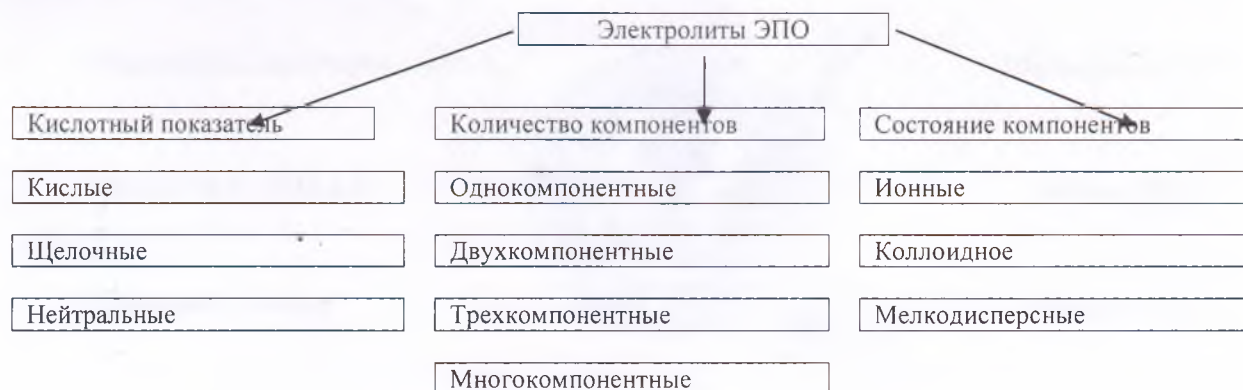 Электролиты ЭПО
Кислотный показатель
Количество компонентов
Состояние компонентов
Кислые
Однокомпонентные
Ионные
Щелочные
Двухкомпонентные
Коллоидное
Нейтральные
Трехкомпонентные
Мелкодисперсные
Многокомпонентные